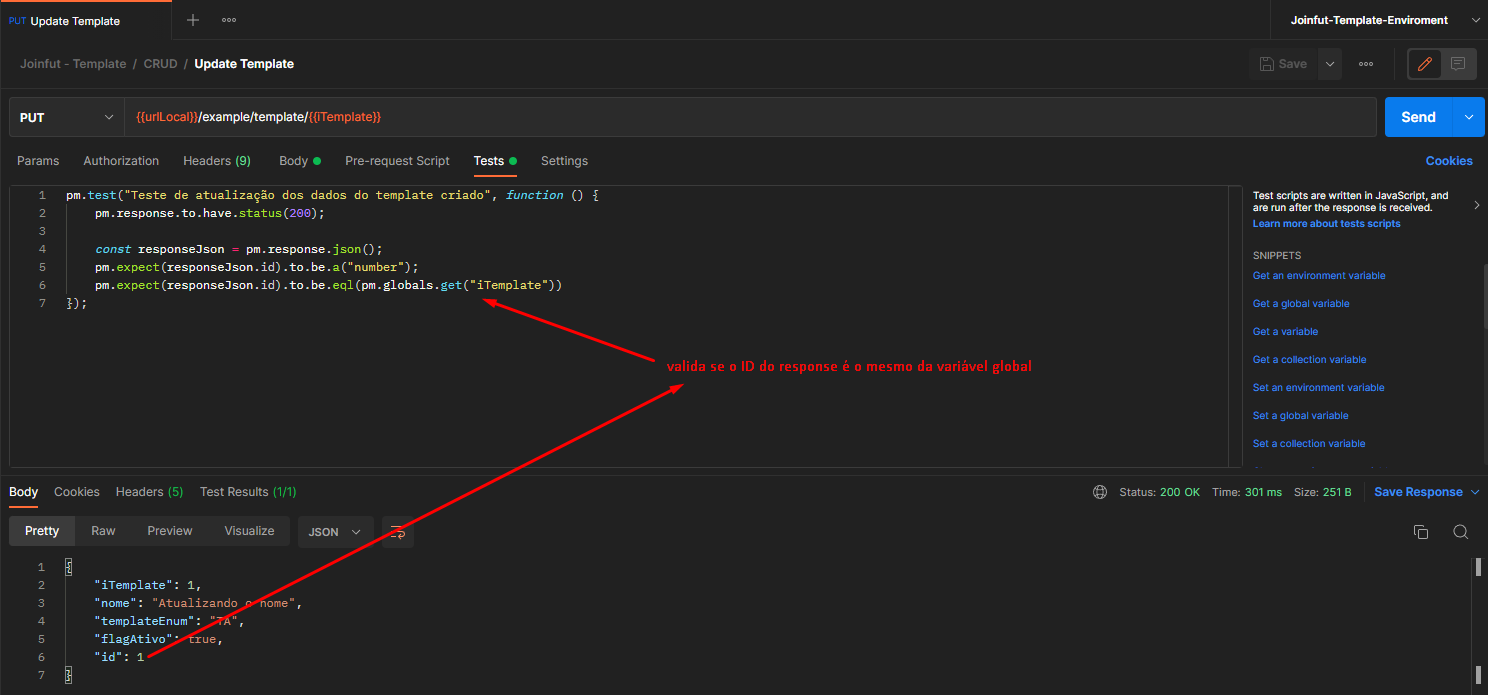 PUT Update Template
Joinfut-Template-Enviroment
Joinfut - Template / CRUD / Update Template
Save
PUT
{{urlLocal}}/example/template/{{iTemplate}}
Send
Params Authorization Headers (9) Body Pre-request Script Tests Settings
Cookies
1 pm.test("Teste de atualização dos dados do template criado", function () {
2 pm.response.to.have.status(200);
3
4 const responseJson = pm.response.json();
5 pm.expect(responseJson.id).to.be.a("number");
6 pm.expect(responseJson.id).to.be.eql(pm.globals.get("iTemplate"))
7 });
valida se o ID do response é o mesmo da variável global
Test scripts are written in JavaScript, and
are run after the response is received.
Learn more about tests scripts
SNIPPETS
Get an environment variable
Get a global variable
Get a variable
Get a collection variable
Set an environment variable
Set a global variable
Set a collection variable
Body Cookies Headers (5) Test Results (1/1)
Status: 200 OK Time: 301 ms Size: 251 B
Save Response
Pretty Raw Preview Visualize JSON
1 {
2 "iTemplate": 1,
3 "nome": "Atualizando o nome",
4 "templateEnum": "TA",
5 "flagAtivo": true,
6 "id": 1
7 }